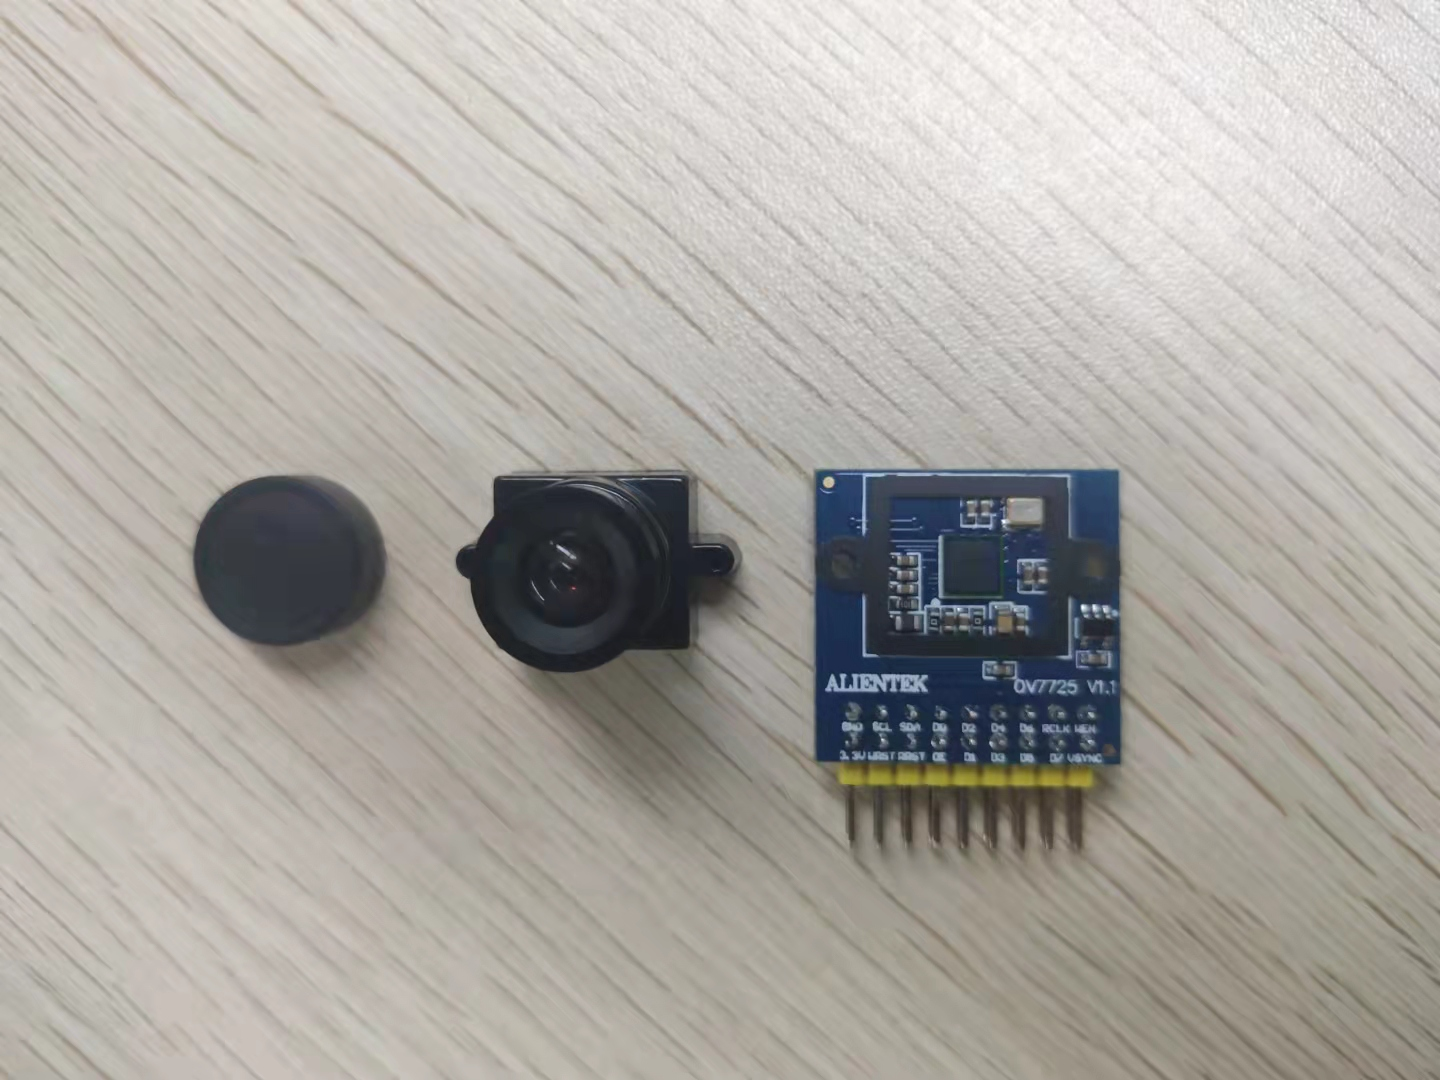 ALIENTEK OV7725 V1.1
GND SCL SDA D0 D2 D4 D6 RCLK WEN
3.3V WRST RRST OE D1 D3 D5 D7 VSYNC